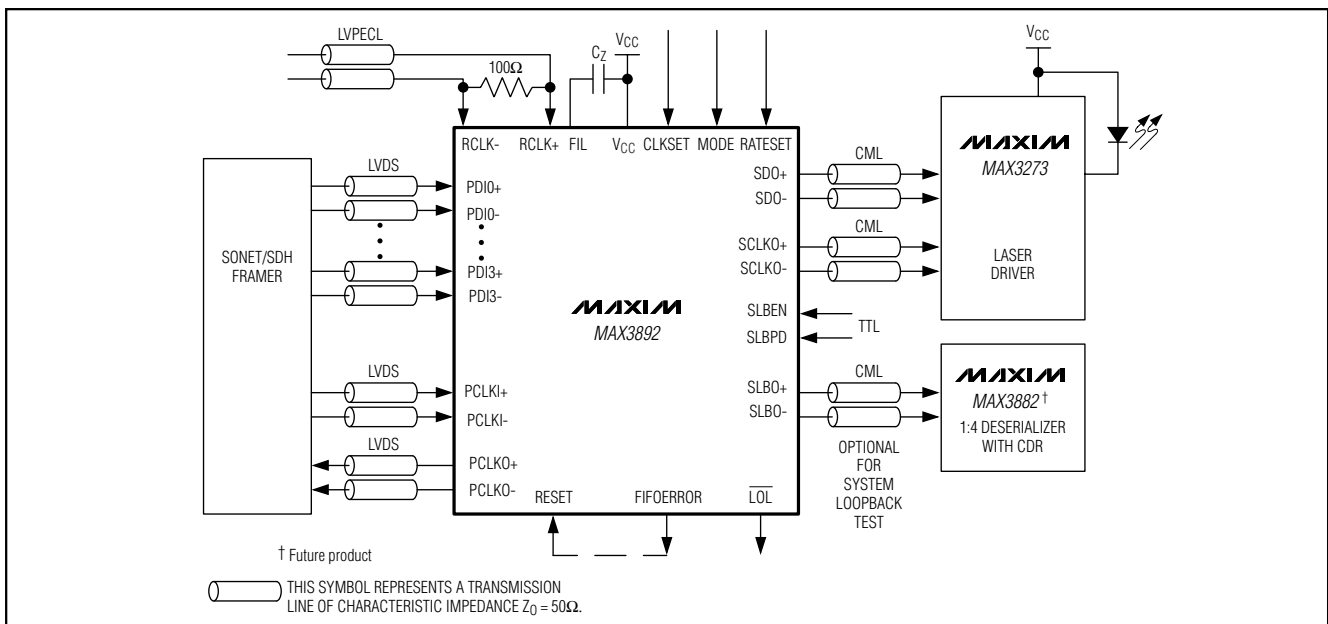 LVPECL
100Ω
CZ
VCC
VCC
RCLK-
RCLK+
FIL
VCC
CLKSET
MODE
RATESET
SONET/SDH
FRAMER
LVDS
PDI0+
PDI0-
PDI3+
PDI3-
LVDS
PCLKI+
PCLKI-
LVDS
PCLKO+
PCLKO-
MAXIM
MAX3892
RESET
FIFOERROR
LOL
SDO+
SDO-
SCLKO+
SCLKO-
SLBEN
SLBPD
SLBO+
SLBO-
CML
CML
TTL
CML
OPTIONAL
FOR
SYSTEM
LOOPBACK
TEST
MAXIM
MAX3273
LASER
DRIVER
MAXIM
MAX3882†
1:4 DESERIALIZER
WITH CDR
† Future product
THIS SYMBOL REPRESENTS A TRANSMISSION
LINE OF CHARACTERISTIC IMPEDANCE Z0 = 50Ω.